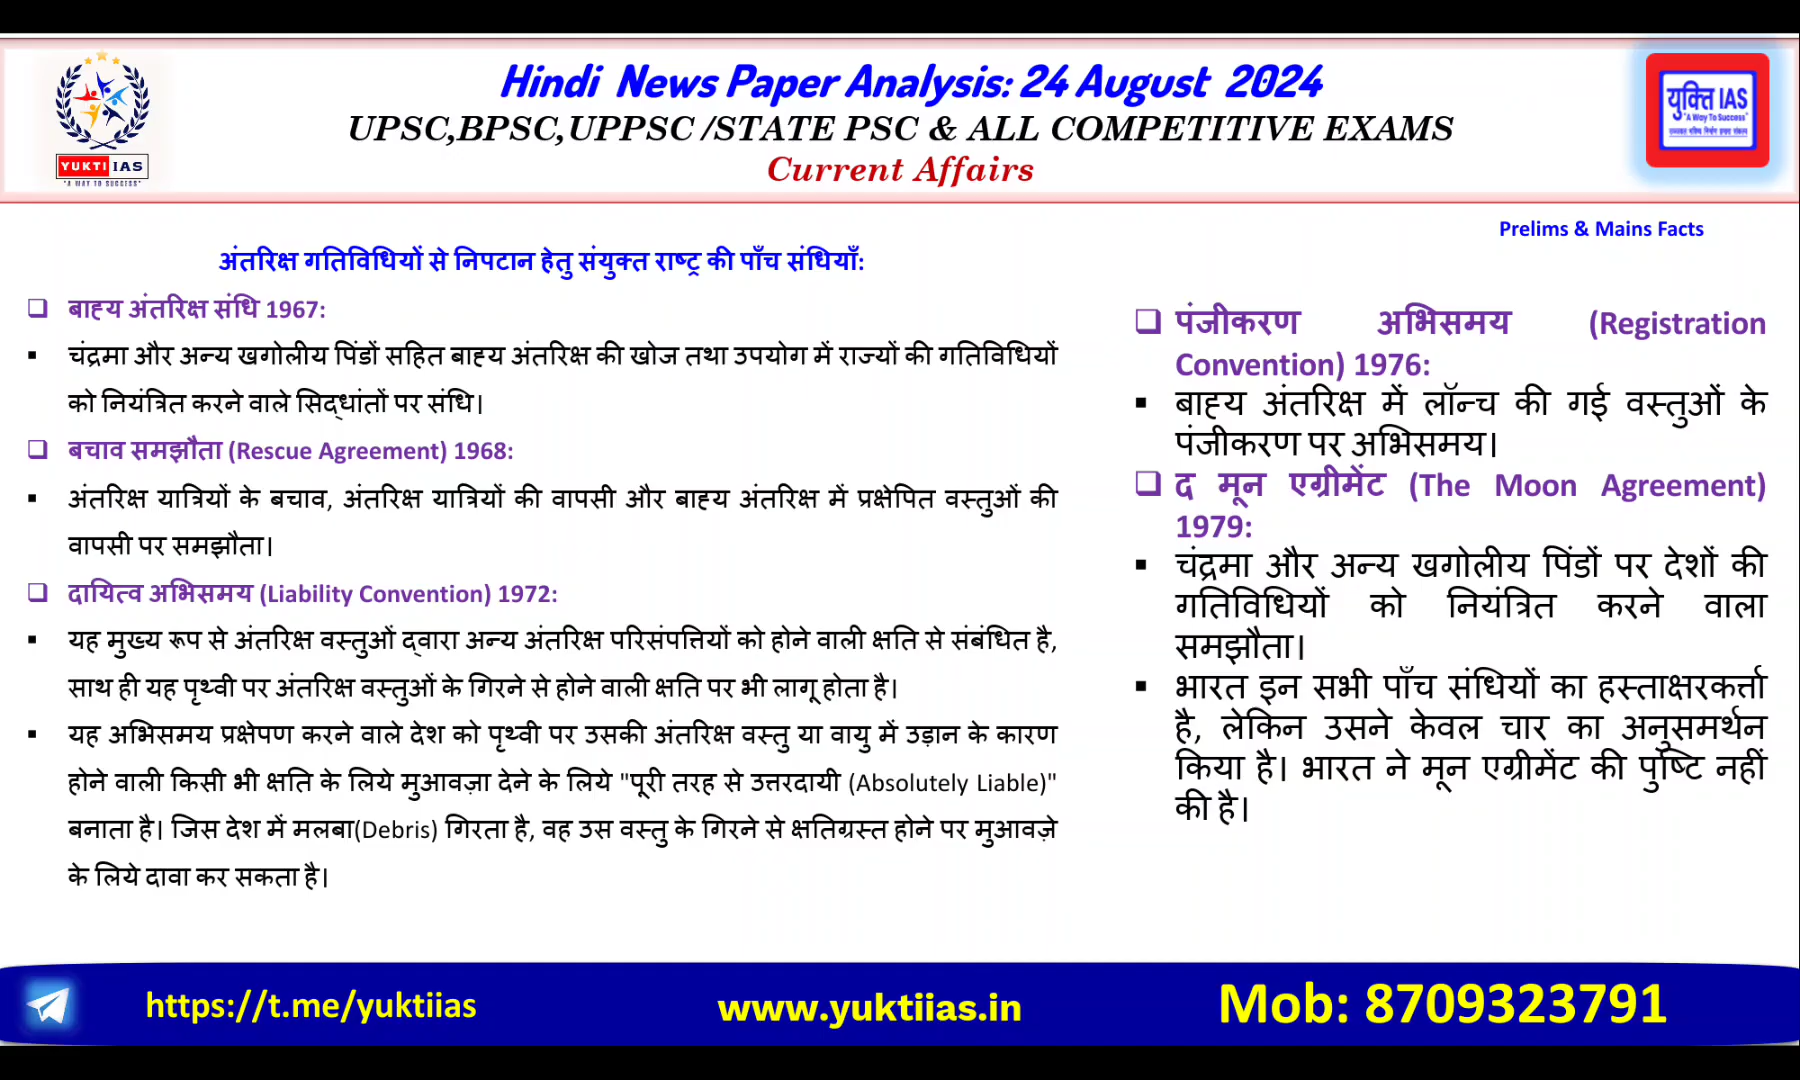 Hindi News Paper Analysis: 24 August 2024
UPSC,BPSC,UPPSC /STATE PSC & ALL COMPETITIVE EXAMS
Current Affairs
YUKTI IAS
"A WAY TO SUCCESS"
युक्ति IAS
"A Way To Success"
Prelims & Mains Facts
अंतरिक्ष गतिविधियों से निपटान हेतु संयुक्त राष्ट्र की पाँच संधियाँ:
बाह्य अंतरिक्ष संधि 1967:
चंद्रमा और अन्य खगोलीय पिंडों सहित बाह्य अंतरिक्ष की खोज तथा उपयोग में राज्यों की गतिविधियों
को नियंत्रित करने वाले सिद्धांतों पर संधि।
बचाव समझौता (Rescue Agreement) 1968:
अंतरिक्ष यात्रियों के बचाव, अंतरिक्ष यात्रियों की वापसी और बाह्य अंतरिक्ष में प्रक्षेपित वस्तुओं की
वापसी पर समझौता।
दायित्व अभिसमय (Liability Convention) 1972:
यह मुख्य रूप से अंतरिक्ष वस्तुओं द्वारा अन्य अंतरिक्ष परिसंपत्तियों को होने वाली क्षति से संबंधित है,
साथ ही यह पृथ्वी पर अंतरिक्ष वस्तुओं के गिरने से होने वाली क्षति पर भी लागू होता है।
यह अभिसमय प्रक्षेपण करने वाले देश को पृथ्वी पर उसकी अंतरिक्ष वस्तु या वायु में उड़ान के कारण
होने वाली किसी भी क्षति के लिये मुआवज़ा देने के लिये "पूरी तरह से उत्तरदायी (Absolutely Liable)"
बनाता है। जिस देश में मलबा(Debris) गिरता है, वह उस वस्तु के गिरने से क्षतिग्रस्त होने पर मुआवज़े
के लिये दावा कर सकता है।
पंजीकरण अभिसमय (Registration
Convention) 1976:
बाह्य अंतरिक्ष में लॉन्च की गई वस्तुओं के
पंजीकरण पर अभिसमय।
द मून एग्रीमेंट (The Moon Agreement)
1979:
चंद्रमा और अन्य खगोलीय पिंडों पर देशों की
गतिविधियों को नियंत्रित करने वाला
समझौता।
भारत इन सभी पाँच संधियों का हस्ताक्षरकर्त्ता
है, लेकिन उसने केवल चार का अनुसमर्थन
किया है। भारत ने मून एग्रीमेंट की पुष्टि नहीं
की है।
https://t.me/yuktiias
www.yuktiias.in
Mob: 8709323791